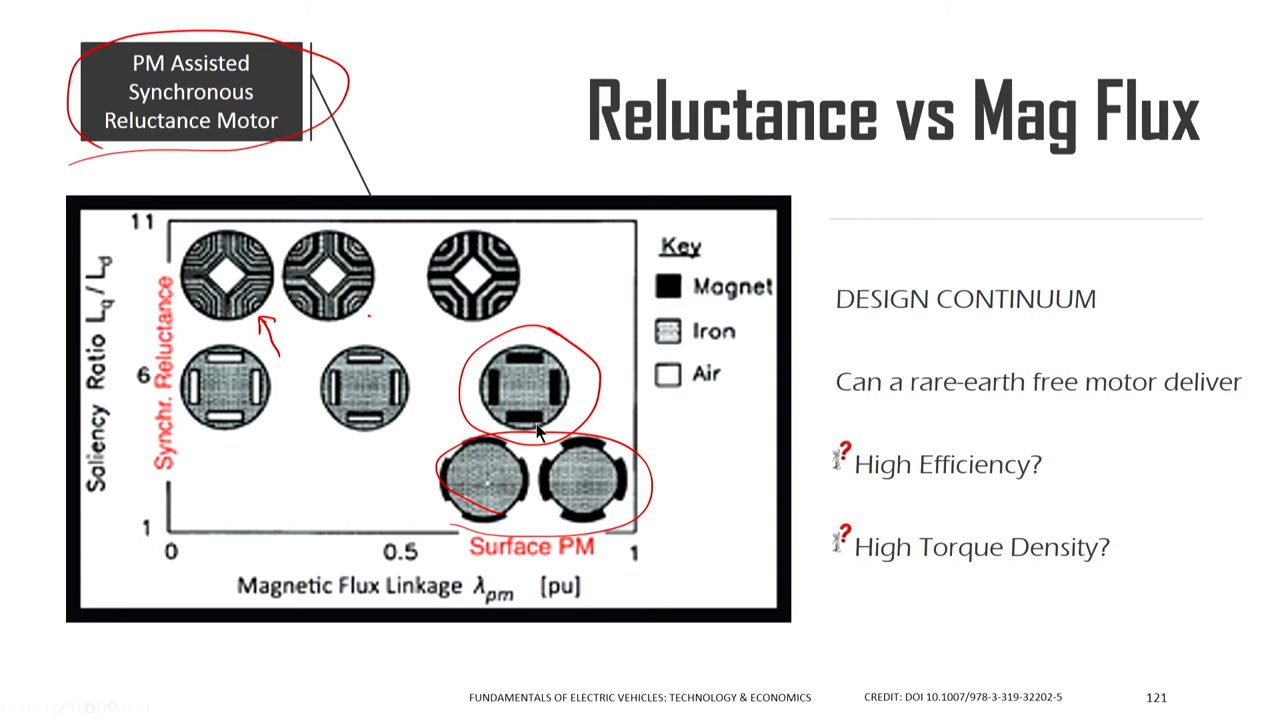 PM Assisted
Synchronous
Reluctance Motor
Reluctance vs Mag Flux
11
6
1
Saliency Ratio Lq / Ld
Synchr. Reluctance
Key
Magnet
Iron
Air
0
0.5
1
Surface PM
Magnetic Flux Linkage λpm [pu]
DESIGN CONTINUUM
Can a rare-earth free motor deliver
? High Efficiency?
? High Torque Density?
FUNDAMENTALS OF ELECTRIC VEHICLES: TECHNOLOGY & ECONOMICS
CREDIT: DOI 10.1007/978-3-319-32202-5
121